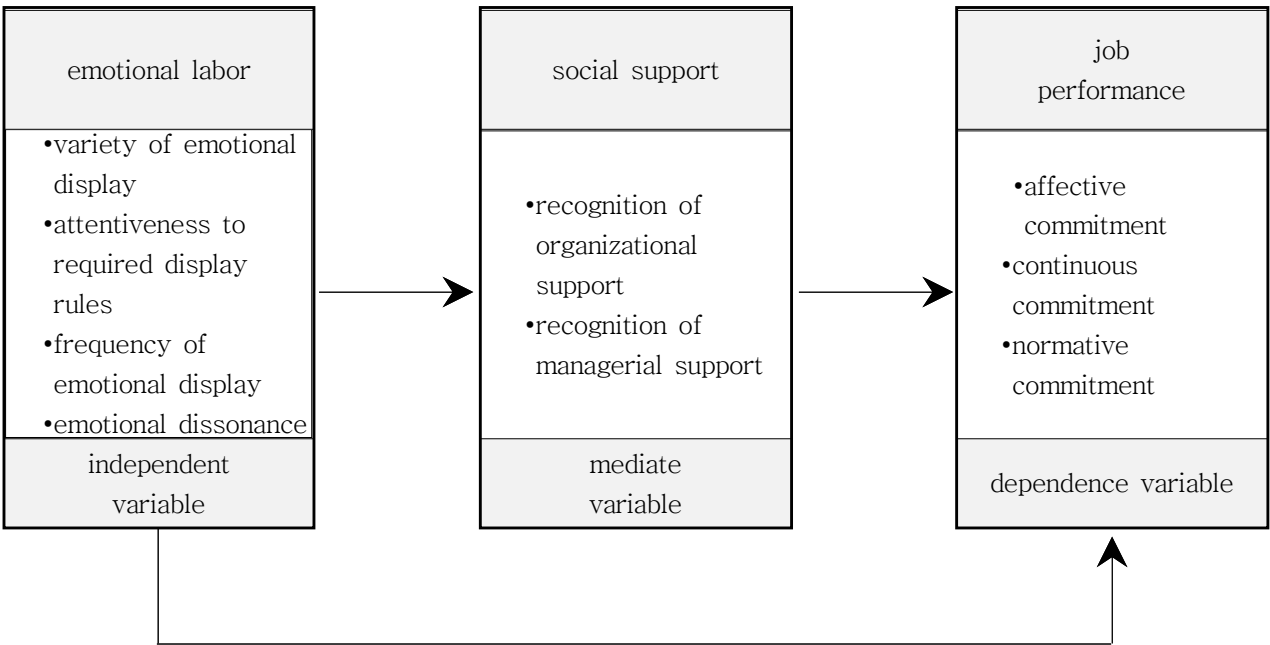 emotional labor
•variety of emotional
display
•attentiveness to
required display
rules
•frequency of
emotional display
•emotional dissonance
independent
variable
social support
•recognition of
organizational
support
•recognition of
managerial support
mediate
variable
job
performance
•affective
commitment
•continuous
commitment
•normative
commitment
dependence variable